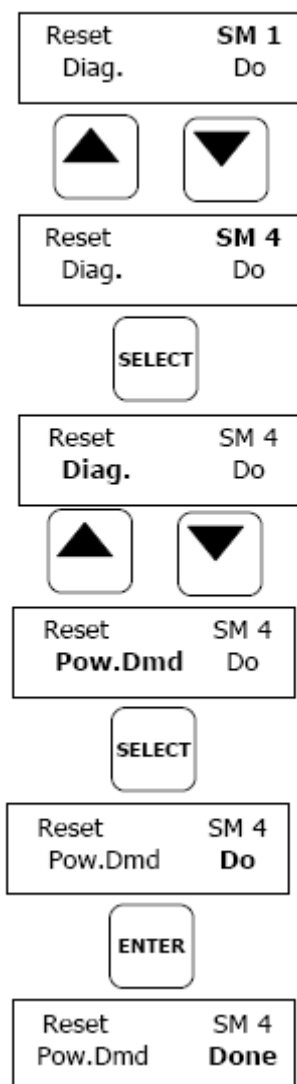 Reset SM 1
Diag. Do
Reset SM 4
Diag. Do
SELECT
Reset SM 4
Diag. Do
Reset SM 4
Pow.Dmd Do
SELECT
Reset SM 4
Pow.Dmd Do
ENTER
Reset SM 4
Pow.Dmd Done